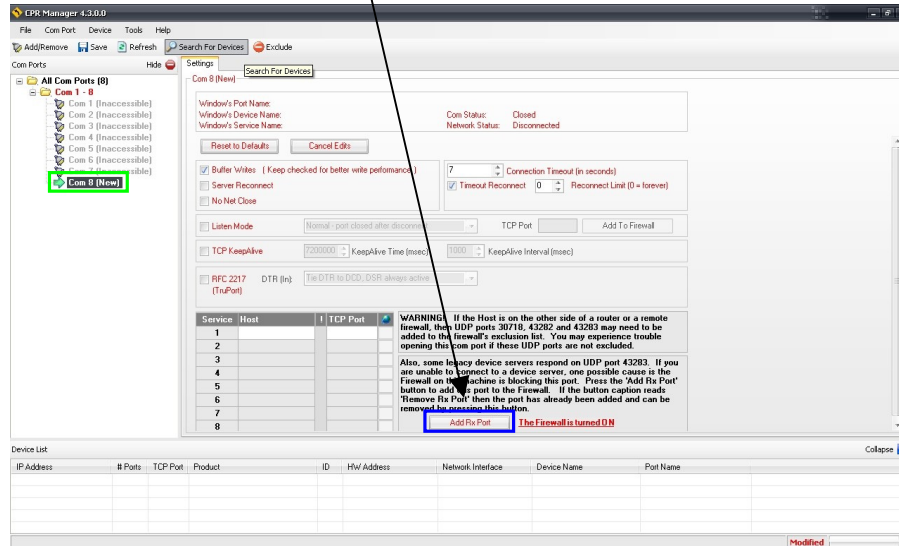 CPR Manager 4.3.0.0
File Com Port Device Tools Help
Add/Remove Save Refresh Search For Devices Exclude
Com Ports Hide Settings
Search For Devices
All Com Ports (8)
Com 1 - 8
Com 1 (Inaccessible)
Com 2 (Inaccessible)
Com 3 (Inaccessible)
Com 4 (Inaccessible)
Com 5 (Inaccessible)
Com 6 (Inaccessible)
Com 7 (Inaccessible)
Com 8 (New)
Com 8 (New)
Window's Port Name:
Window's Device Name: Com Status: Closed
Window's Service Name: Network Status: Disconnected
Reset to Defaults Cancel Edits
Buffer Writes ( Keep checked for better write performance ) 7 Connection Timeout (in seconds)
Server Reconnect Timeout Reconnect 0 Reconnect Limit (0 = forever)
No Net Close
Listen Mode Normal - port closed after disconnect TCP Port Add To Firewall
TCP KeepAlive 7200000 KeepAlive Time (msec) 1000 KeepAlive Interval (msec)
RFC 2217 DTR (In): Tie DTR to DCD, DSR always active
(TruPort)
Service Host ! TCP Port
1
2
3
4
5
6
7
8
WARNING: If the Host is on the other side of a router or a remote
firewall, then UDP ports 30718, 43282 and 43283 may need to be
added to the firewall's exclusion list. You may experience trouble
opening this com port if these UDP ports are not excluded.
Also, some legacy device servers respond on UDP port 43283. If you
are unable to connect to a device server, one possible cause is the
Firewall on this machine is blocking this port. Press the 'Add Rx Port'
button to add this port to the Firewall. If the button caption reads
'Remove Rx Port' then the port has already been added and can be
removed by pressing this button.
Add Rx Port The Firewall is turned ON
Device List Collapse
IP Address # Ports TCP Port Product ID HW Address Network Interface Device Name Port Name
Modified